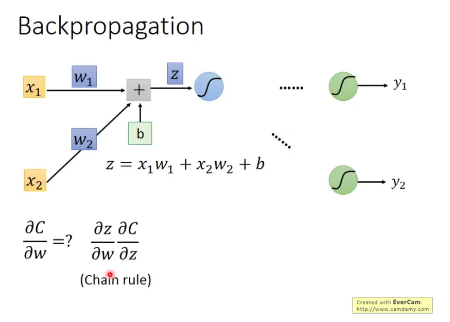 Backpropagation
x₁ w₁ + z …… y₁
w₂ b
z = x₁w₁ + x₂w₂ + b
x₂ y₂
∂C/∂w =? ∂z/∂w ∂C/∂z
(Chain rule)
Created with EverCam.
http://www.camdemy.com